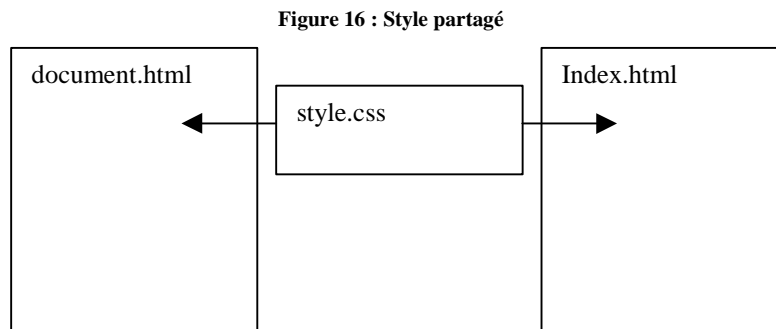 Figure 16 : Style partagé
document.html
style.css
Index.html